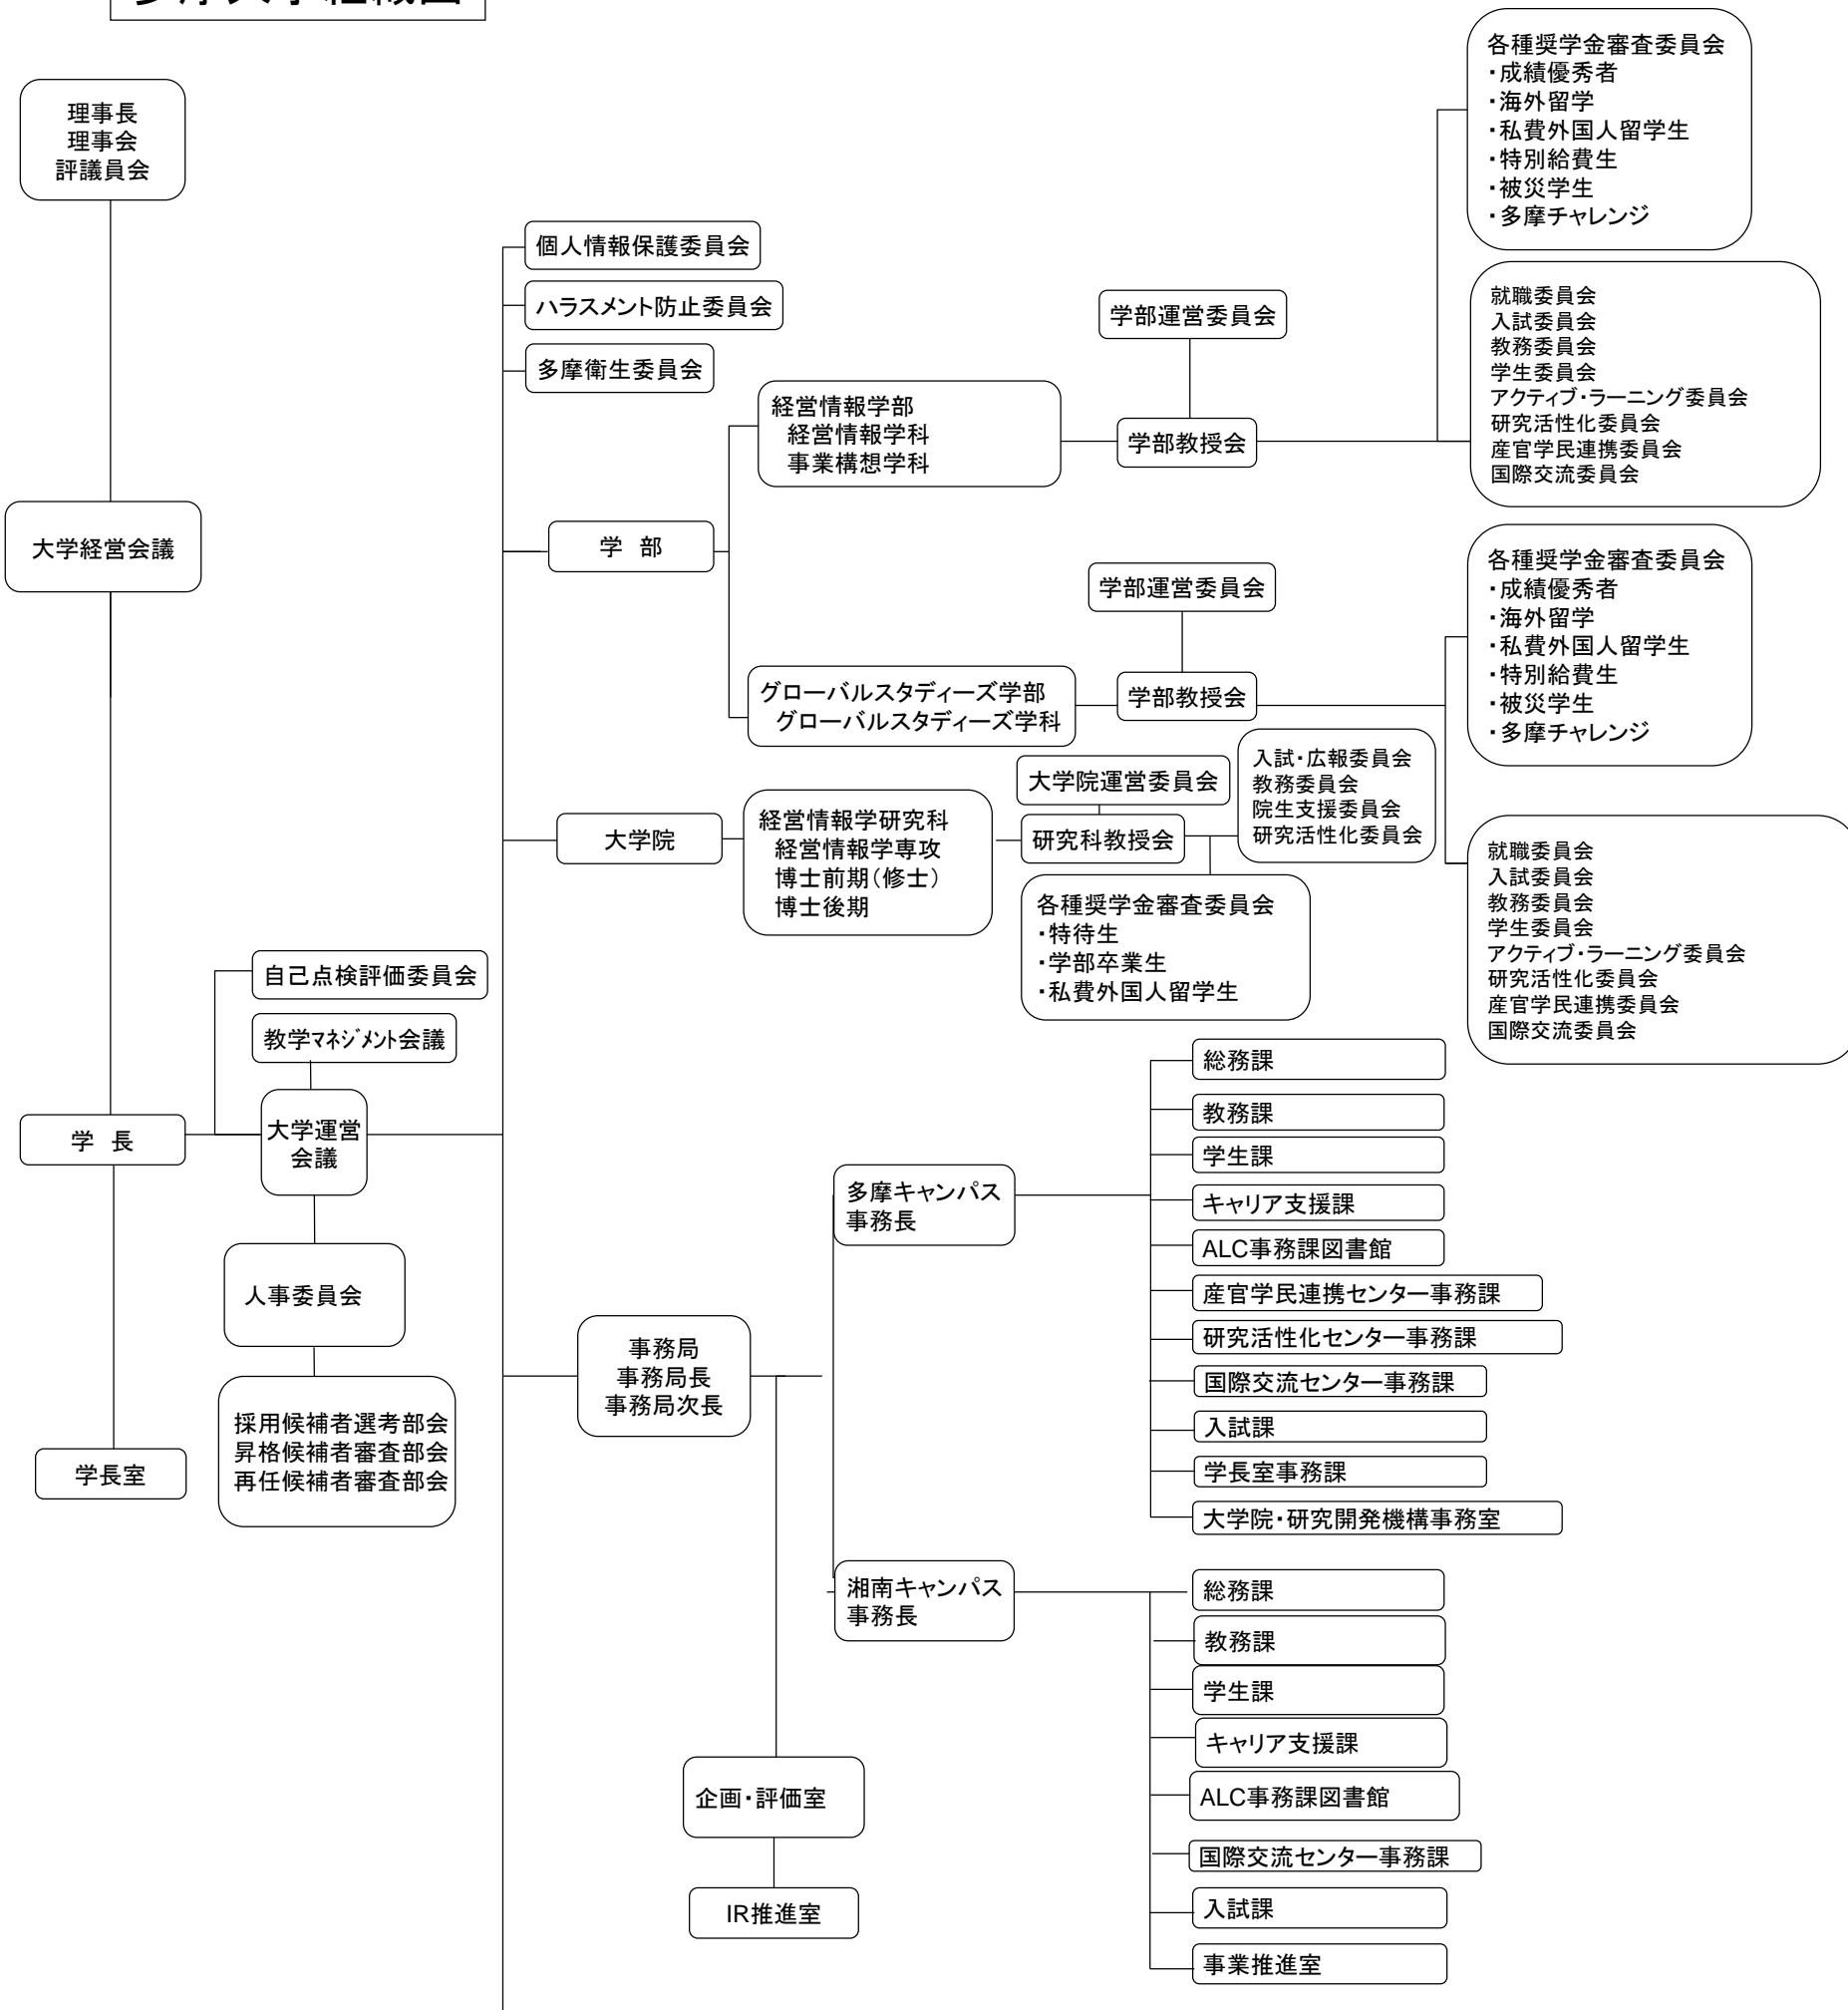 多摩大学組織図
理事長
理事会
評議員会
大学経営会議
学　長
学長室
自己点検評価委員会
教学ﾏﾈｼﾞﾒﾝﾄ会議
大学運営
会議
人事委員会
採用候補者選考部会
昇格候補者審査部会
再任候補者審査部会
個人情報保護委員会
ハラスメント防止委員会
多摩衛生委員会
学　部
経営情報学部
経営情報学科
事業構想学科
学部運営委員会
学部教授会
各種奨学金審査委員会
・成績優秀者
・海外留学
・私費外国人留学生
・特別給費生
・被災学生
・多摩チャレンジ
就職委員会
入試委員会
教務委員会
学生委員会
アクティブ・ラーニング委員会
研究活性化委員会
産官学民連携委員会
国際交流委員会
グローバルスタディーズ学部
グローバルスタディーズ学科
学部運営委員会
学部教授会
各種奨学金審査委員会
・成績優秀者
・海外留学
・私費外国人留学生
・特別給費生
・被災学生
・多摩チャレンジ
就職委員会
入試委員会
教務委員会
学生委員会
アクティブ・ラーニング委員会
研究活性化委員会
産官学民連携委員会
国際交流委員会
大学院
経営情報学研究科
経営情報学専攻
博士前期（修士）
博士後期
大学院運営委員会
研究科教授会
入試・広報委員会
教務委員会
院生支援委員会
研究活性化委員会
各種奨学金審査委員会
・特待生
・学部卒業生
・私費外国人留学生
事務局
事務局長
事務局次長
多摩キャンパス
事務長
総務課
教務課
学生課
キャリア支援課
ALC事務課図書館
産官学民連携センター事務課
研究活性化センター事務課
国際交流センター事務課
入試課
学長室事務課
大学院・研究開発機構事務室
湘南キャンパス
事務長
総務課
教務課
学生課
キャリア支援課
ALC事務課図書館
国際交流センター事務課
入試課
事業推進室
企画・評価室
IR推進室